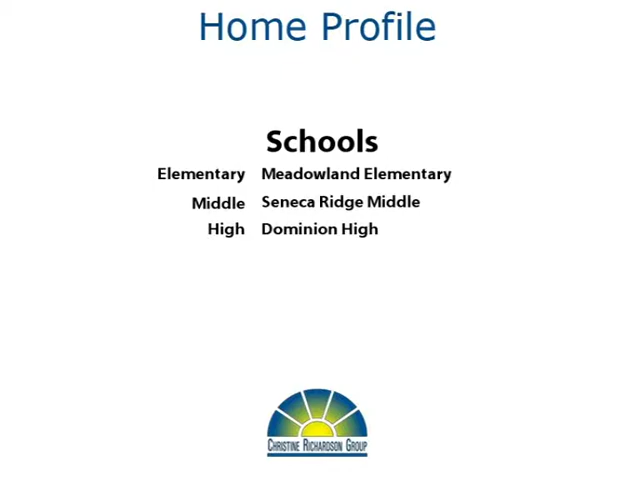 Home Profile
Schools
Elementary Meadowland Elementary
Middle Seneca Ridge Middle
High Dominion High
CHRISTINE RICHARDSON GROUP